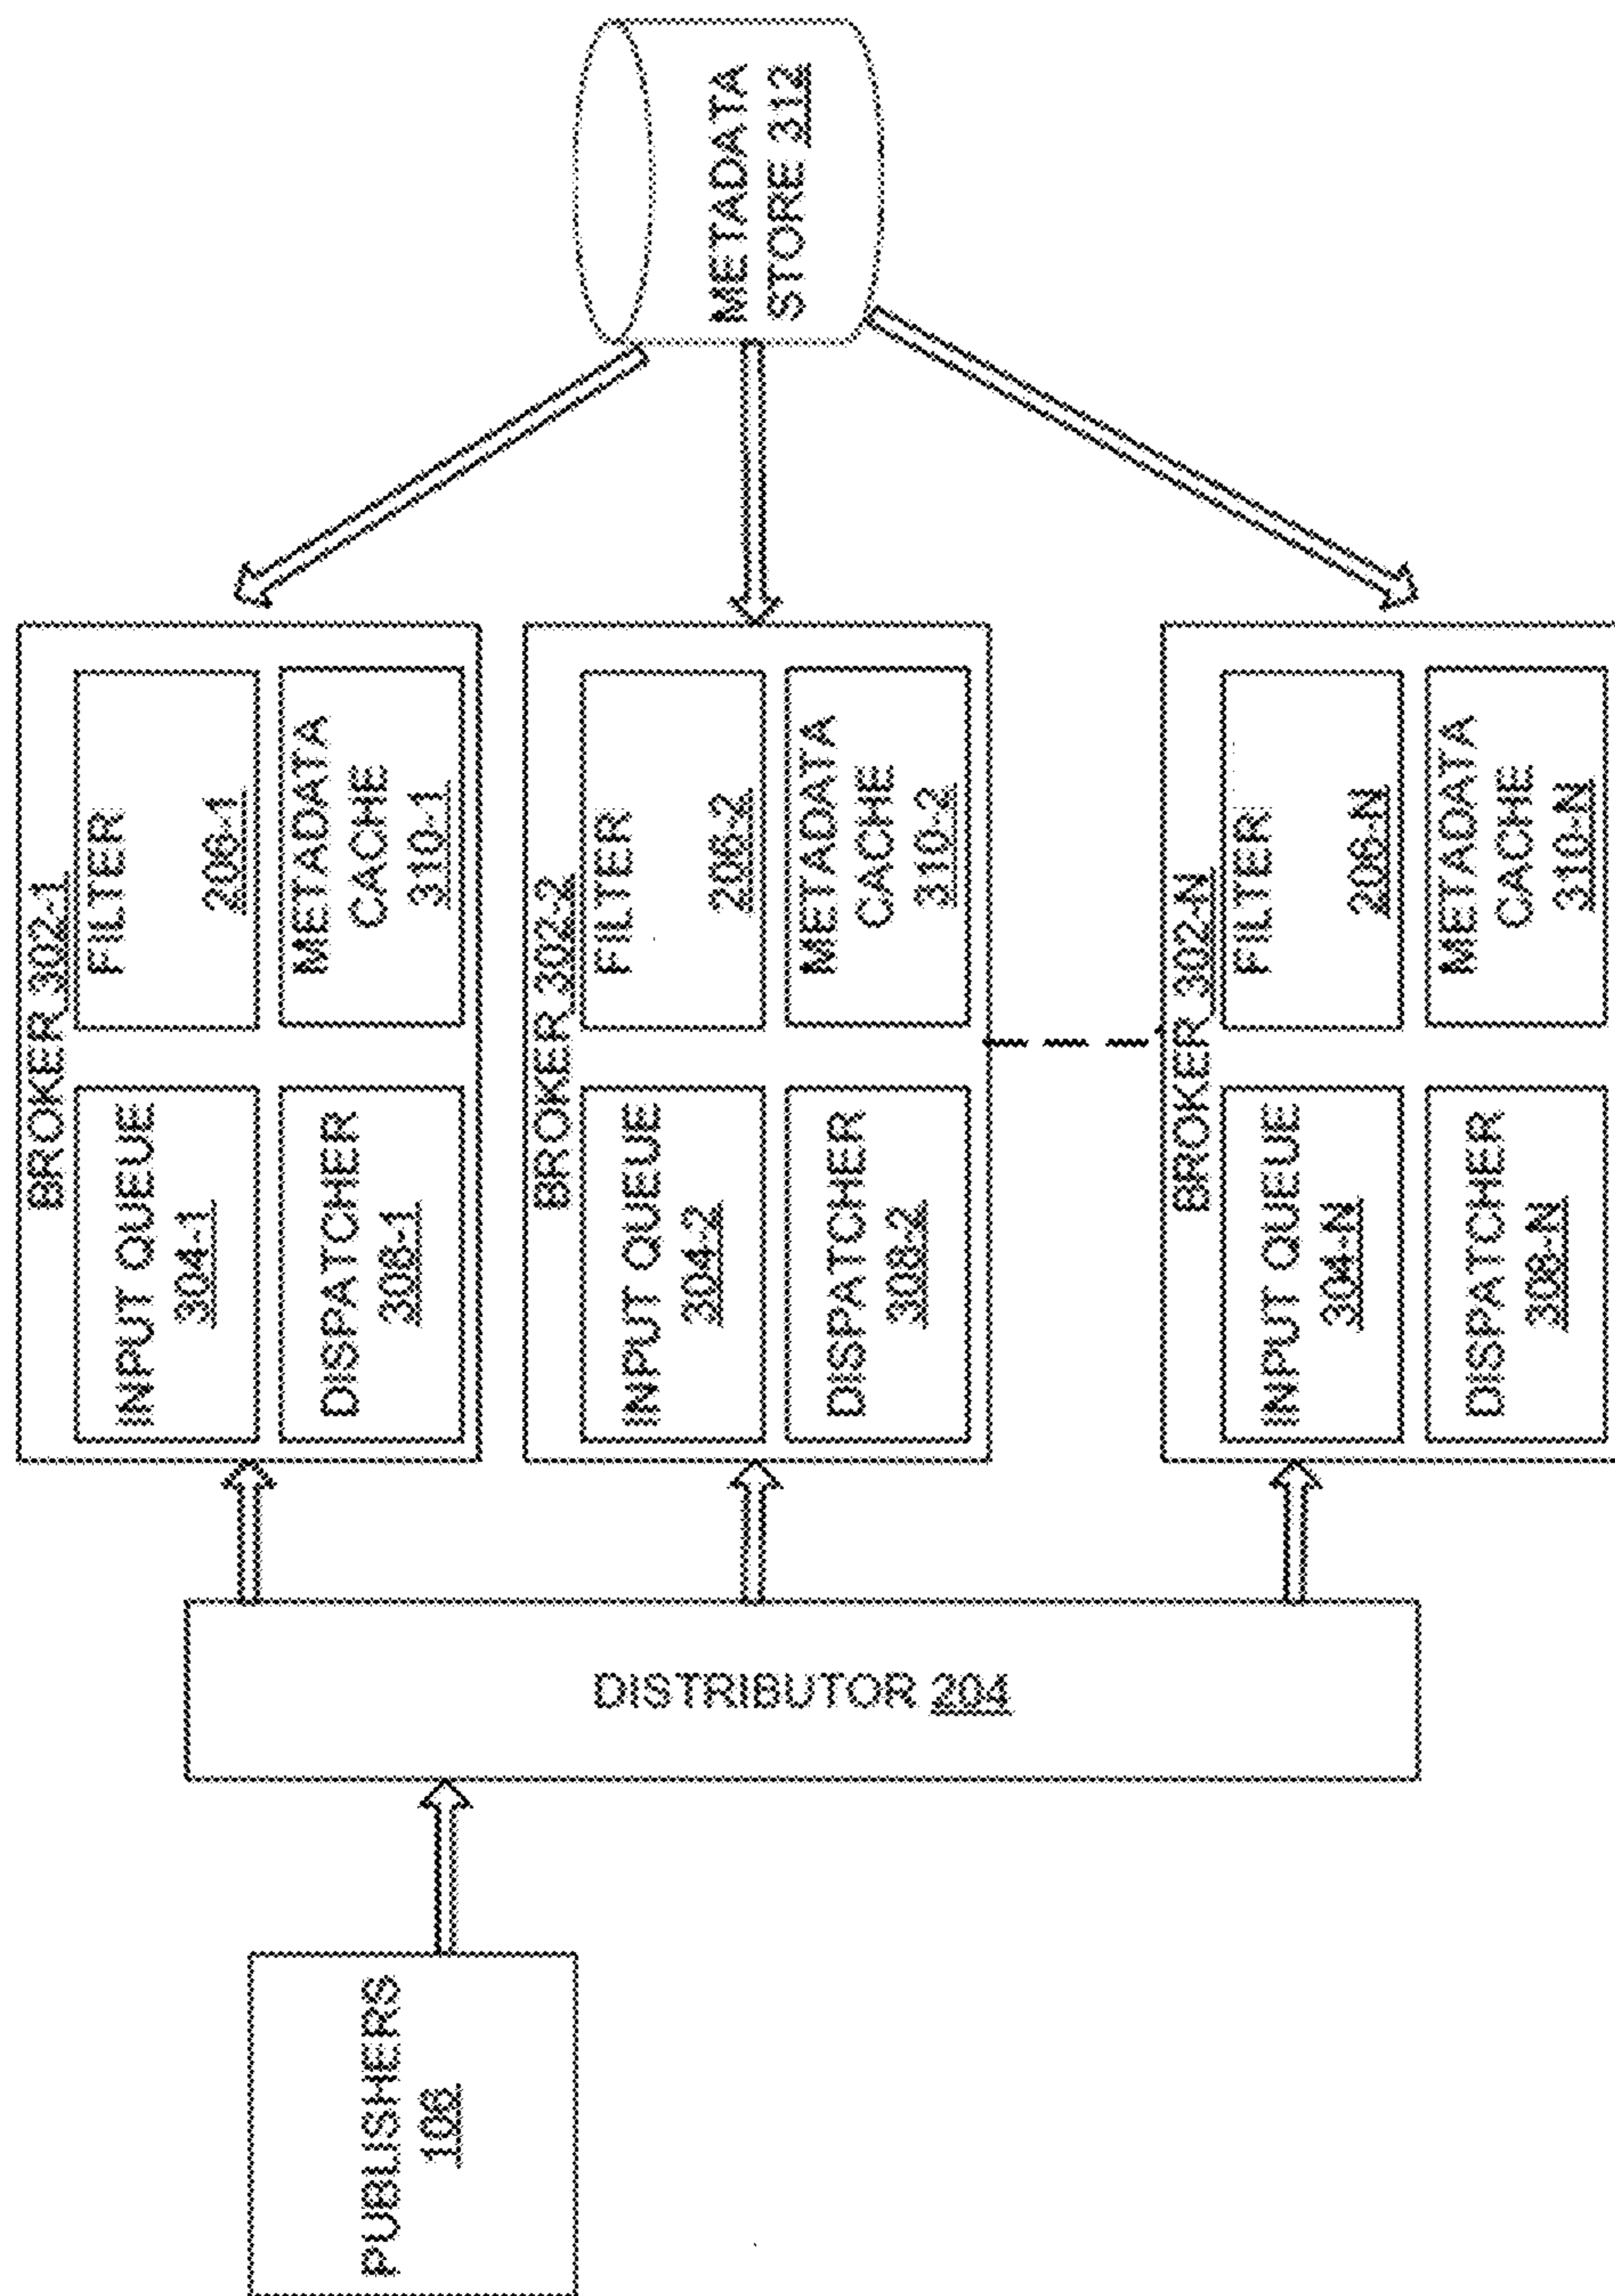 PUBLISHERS
108
DISTRIBUTOR 204
BROKER 302-1
INPUT QUEUE
304-1
FILTER
206-1
DISPATCHER
308-1
METADATA
CACHE
310-1
BROKER 302-2
INPUT QUEUE
304-2
FILTER
206-2
DISPATCHER
308-2
METADATA
CACHE
310-2
BROKER 302-N
INPUT QUEUE
304-N
FILTER
206-N
DISPATCHER
308-N
METADATA
CACHE
310-N
METADATA
STORE 312